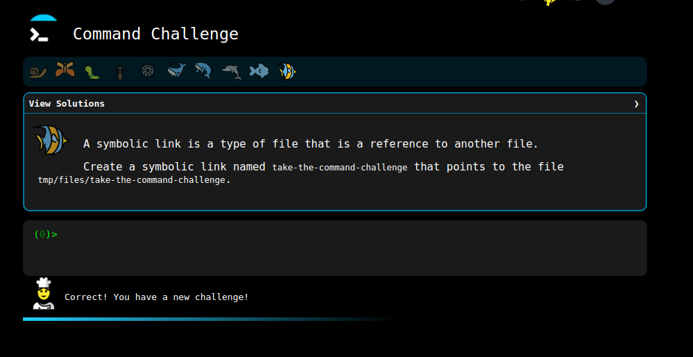 Command Challenge
View Solutions ❯
A symbolic link is a type of file that is a reference to another file.
Create a symbolic link named take-the-command-challenge that points to the file
tmp/files/take-the-command-challenge.
(0)>
Correct! You have a new challenge!